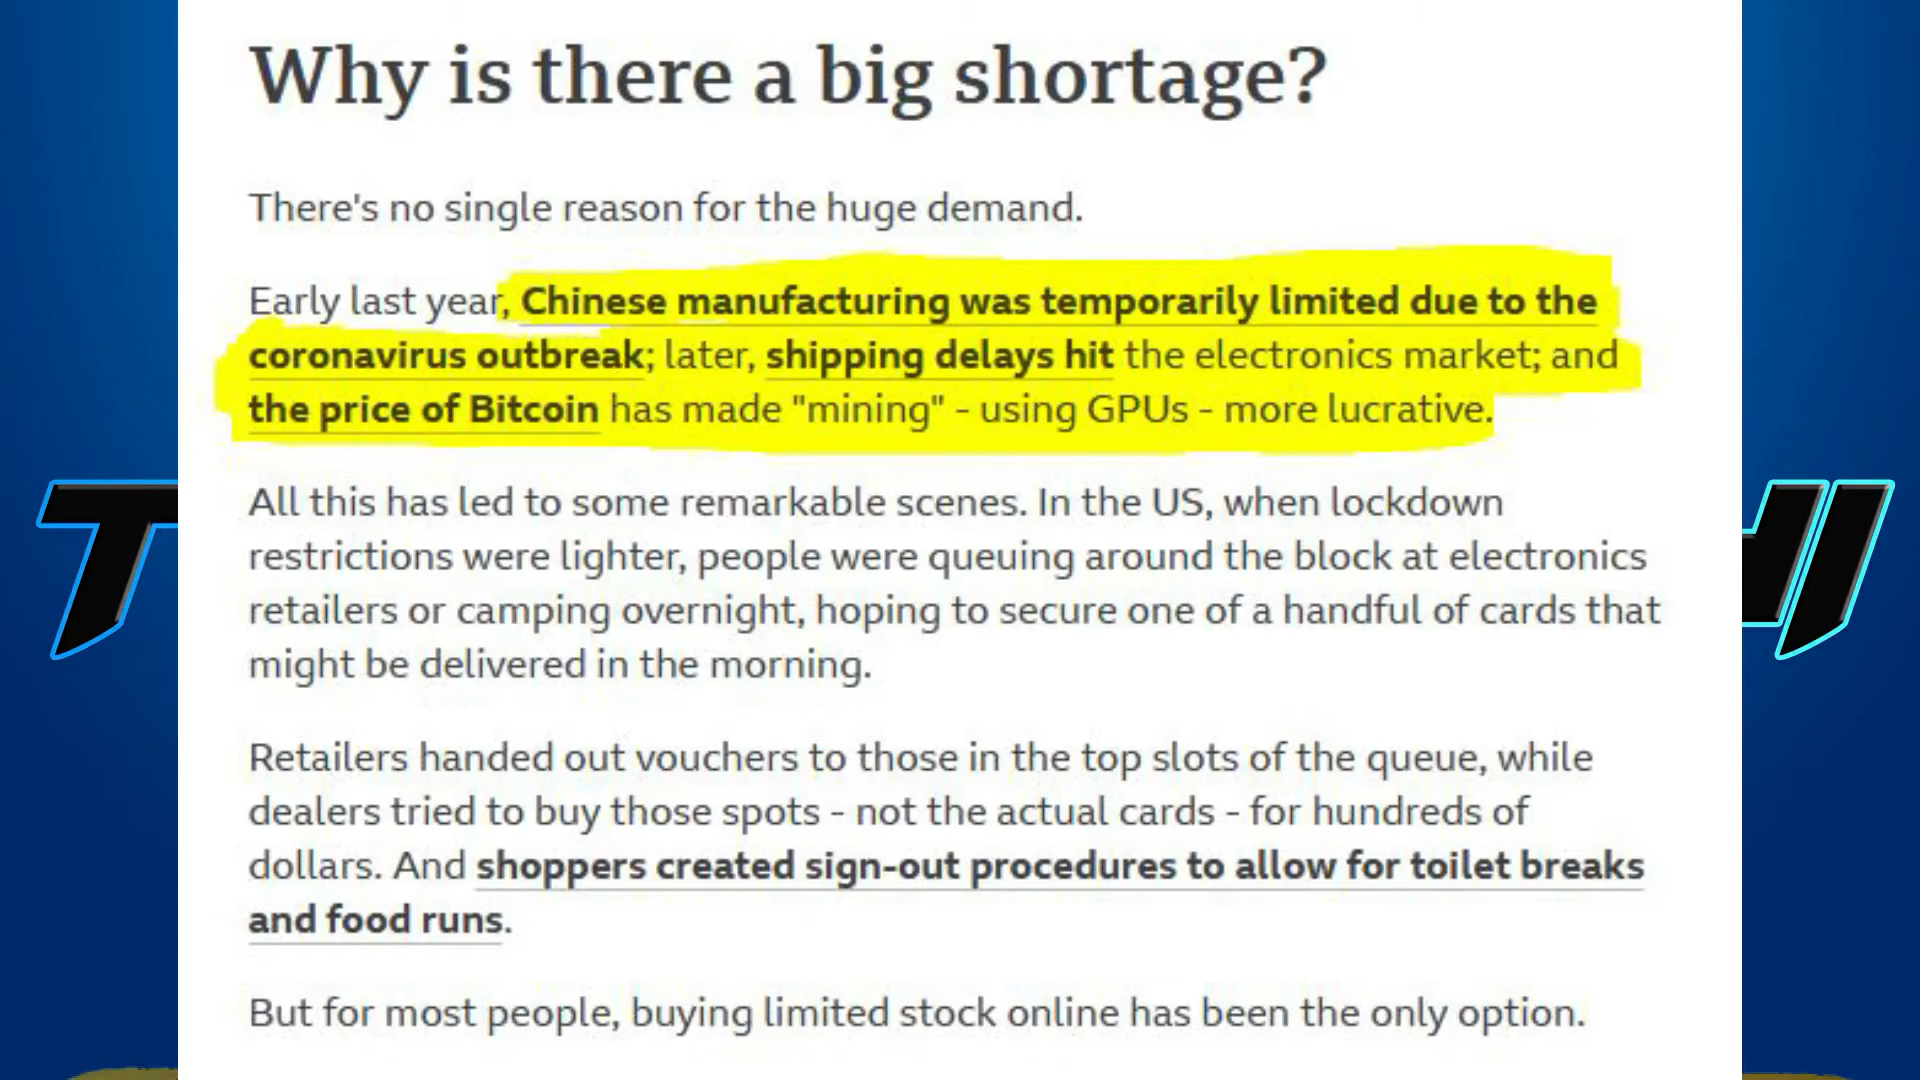 Why is there a big shortage?
There's no single reason for the huge demand.
Early last year, Chinese manufacturing was temporarily limited due to the
coronavirus outbreak; later, shipping delays hit the electronics market; and
the price of Bitcoin has made "mining" - using GPUs - more lucrative.
All this has led to some remarkable scenes. In the US, when lockdown
restrictions were lighter, people were queuing around the block at electronics
retailers or camping overnight, hoping to secure one of a handful of cards that
might be delivered in the morning.
Retailers handed out vouchers to those in the top slots of the queue, while
dealers tried to buy those spots - not the actual cards - for hundreds of
dollars. And shoppers created sign-out procedures to allow for toilet breaks
and food runs.
But for most people, buying limited stock online has been the only option.